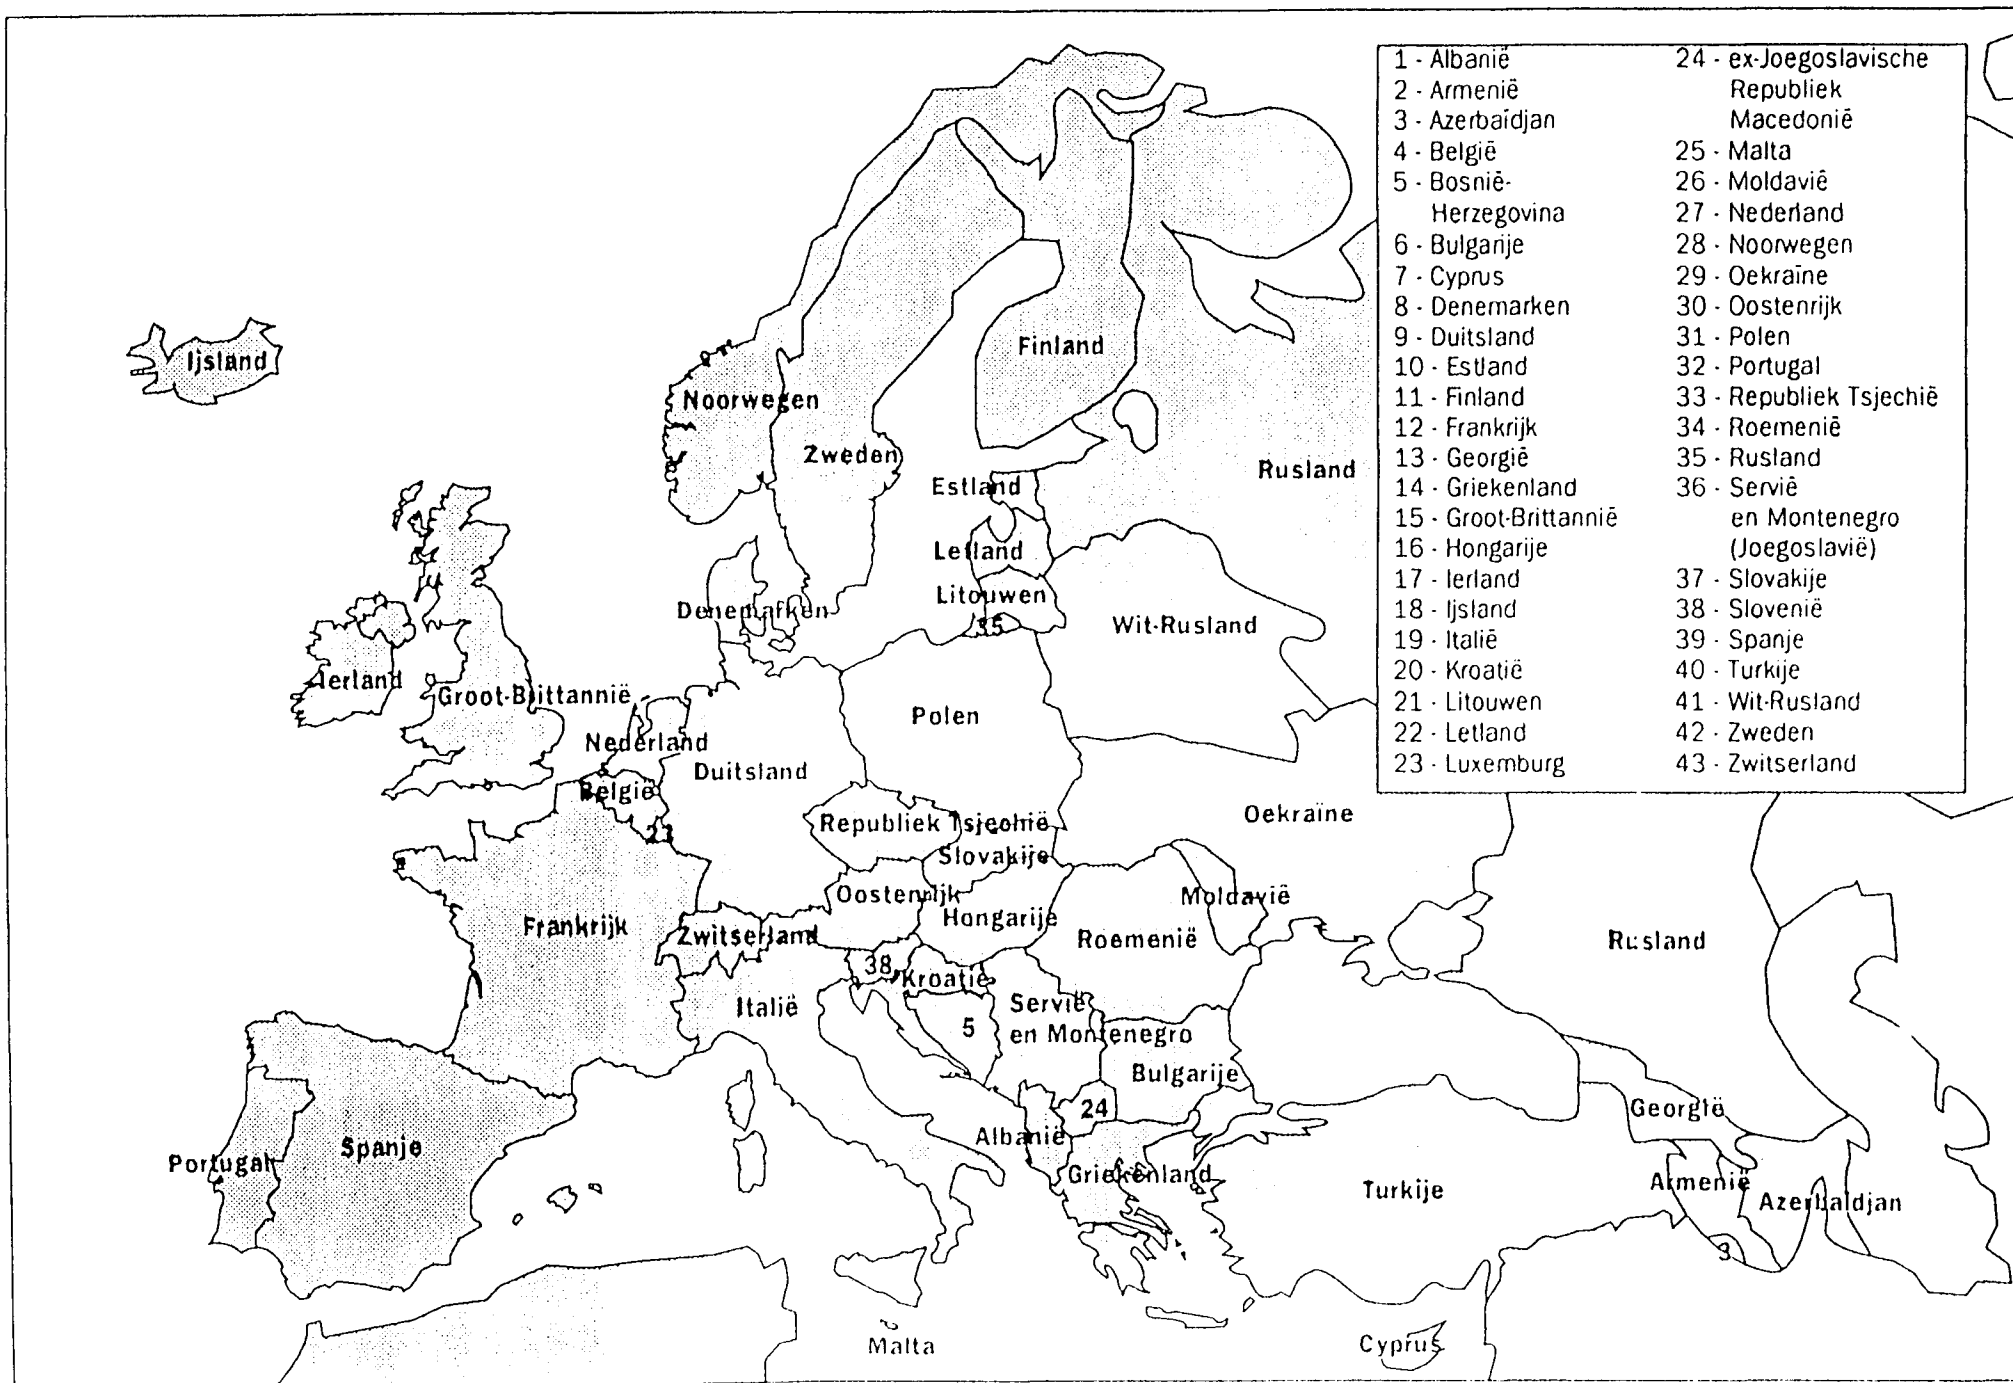 1 - Albanië
2 - Armenië
3 - Azerbaïdjan
4 - België
5 - Bosnië-
Herzegovina
6 - Bulgarije
7 - Cyprus
8 - Denemarken
9 - Duitsland
10 - Estland
11 - Finland
12 - Frankrijk
13 - Georgië
14 - Griekenland
15 - Groot-Brittannië
16 - Hongarije
17 - Ierland
18 - Ijsland
19 - Italië
20 - Kroatië
21 - Litouwen
22 - Letland
23 - Luxemburg
24 - ex-Joegoslavische
Republiek
Macedonië
25 - Malta
26 - Moldavië
27 - Nederland
28 - Noorwegen
29 - Oekraïne
30 - Oostenrijk
31 - Polen
32 - Portugal
33 - Republiek Tsjechië
34 - Roemenië
35 - Rusland
36 - Servië
en Montenegro
(Joegoslavië)
37 - Slovakije
38 - Slovenië
39 - Spanje
40 - Turkije
41 - Wit-Rusland
42 - Zweden
43 - Zwitserland
Ijsland
Finland
Noorwegen
Zweden
Rusland
Estland
Letland
Litouwen
Denemarken
35
Wit-Rusland
Ierland
Groot-Brittannië
Polen
Nederland
Duitsland
België
Oekraïne
Republiek Tsjechië
23
Slovakije
Oostenrijk
Moldavië
Hongarije
Frankrijk
Zwitserland
Roemenië
Rusland
38
Kroatië
Italië
Servië
en Montenegro
5
Bulgarije
24
Georgië
Albanië
Spanje
Portugal
Griekenland
Turkije
Armenië
Azerbaïdjan
3
Malta
Cyprus